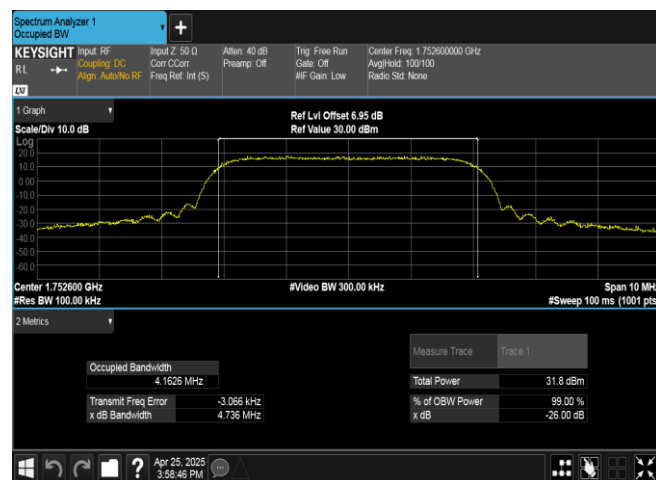 Spectrum Analyzer 1
Occupied BW
+
KEYSIGHT
RL
LXI
Input: RF
Coupling: DC
Align: Auto/No RF
Input Z: 50 Ω
Corr CCorr
Freq Ref: Int (S)
Atten: 40 dB
Preamp: Off
Trig: Free Run
Gate: Off
#IF Gain: Low
Center Freq: 1.752600000 GHz
Avg|Hold: 100/100
Radio Std: None
1 Graph
Scale/Div 10.0 dB
Ref Lvl Offset 6.95 dB
Ref Value 30.00 dBm
Log
20.0
10.0
0.00
-10.0
-20.0
-30.0
-40.0
-50.0
-60.0
Center 1.752600 GHz
#Res BW 100.00 kHz
#Video BW 300.00 kHz
Span 10 MHz
#Sweep 100 ms (1001 pts
2 Metrics
Measure Trace
Trace 1
Occupied Bandwidth
4.1626 MHz
Total Power
31.8 dBm
Transmit Freq Error
-3.066 kHz
% of OBW Power
99.00 %
x dB Bandwidth
4.736 MHz
x dB
-26.00 dB
?
Apr 25, 2025
3:58:46 PM